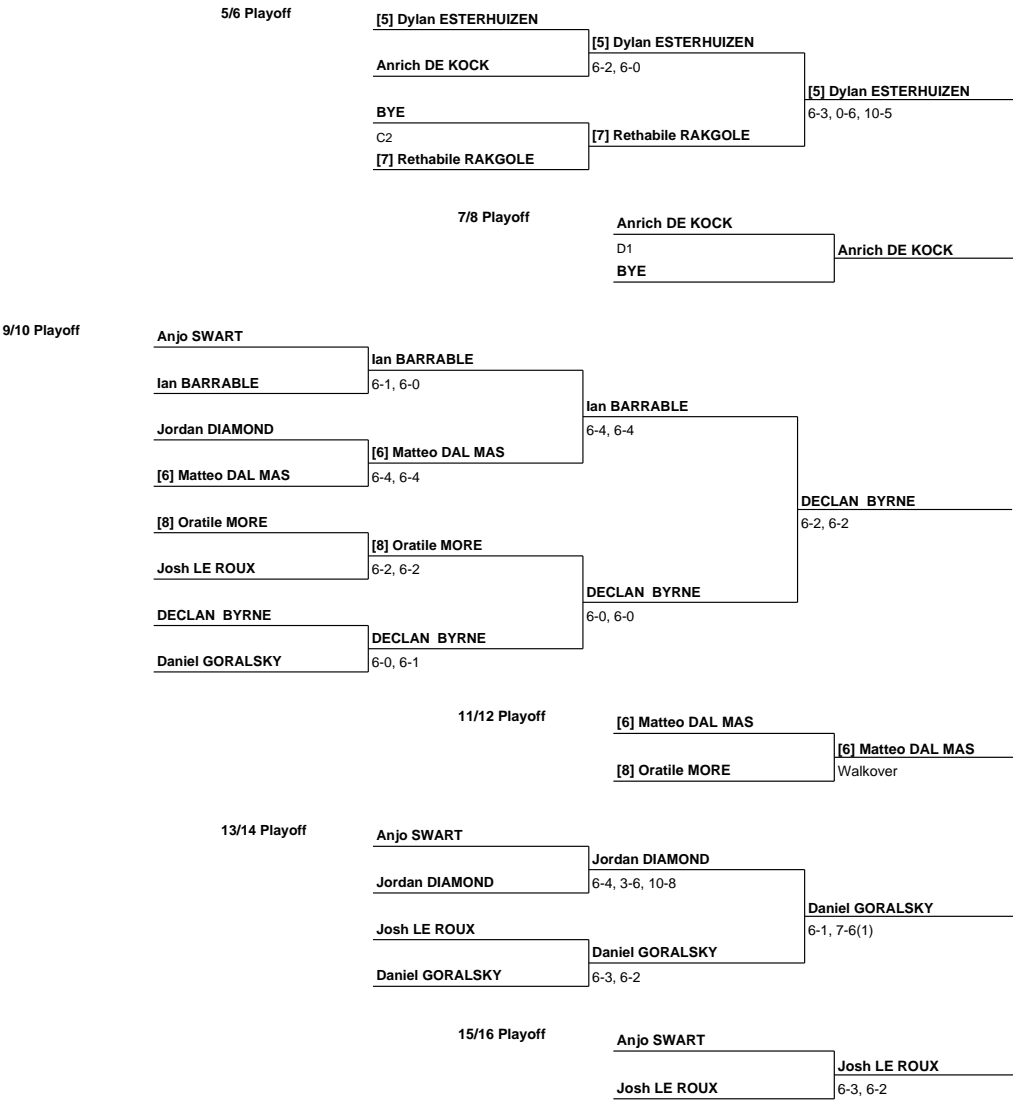 5/6 Playoff
[5] Dylan ESTERHUIZEN
[5] Dylan ESTERHUIZEN
Anrich DE KOCK
6-2, 6-0
[5] Dylan ESTERHUIZEN
6-3, 0-6, 10-5
BYE
C2
[7] Rethabile RAKGOLE
[7] Rethabile RAKGOLE
7/8 Playoff
Anrich DE KOCK
D1
Anrich DE KOCK
BYE
9/10 Playoff
Anjo SWART
Ian BARRABLE
Ian BARRABLE
6-1, 6-0
Ian BARRABLE
6-4, 6-4
Jordan DIAMOND
[6] Matteo DAL MAS
[6] Matteo DAL MAS
6-4, 6-4
DECLAN  BYRNE
6-2, 6-2
[8] Oratile MORE
[8] Oratile MORE
Josh LE ROUX
6-2, 6-2
DECLAN  BYRNE
6-0, 6-0
DECLAN  BYRNE
DECLAN  BYRNE
Daniel GORALSKY
6-0, 6-1
11/12 Playoff
[6] Matteo DAL MAS
[6] Matteo DAL MAS
[8] Oratile MORE
Walkover
13/14 Playoff
Anjo SWART
Jordan DIAMOND
Jordan DIAMOND
6-4, 3-6, 10-8
Daniel GORALSKY
6-1, 7-6(1)
Josh LE ROUX
Daniel GORALSKY
Daniel GORALSKY
6-3, 6-2
15/16 Playoff
Anjo SWART
Josh LE ROUX
Josh LE ROUX
6-3, 6-2